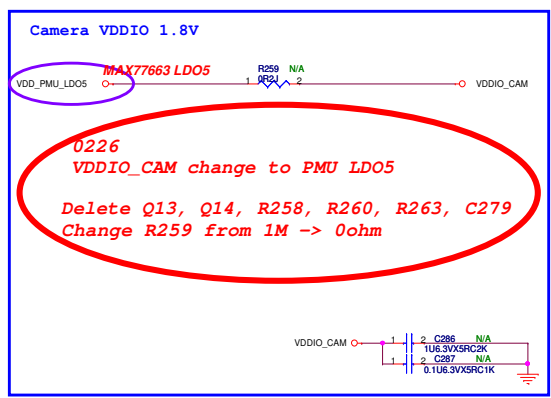 Camera VDDIO 1.8V
MAX77663 LDO5
R259 N/A
VDD_PMU_LDO5 1 0R2J 2 VDDIO_CAM
0226
VDDIO_CAM change to PMU LDO5
Delete Q13, Q14, R258, R260, R263, C279
Change R259 from 1M -> 0ohm
VDDIO_CAM 1 2 C286 N/A
1U6.3VX5RC2K
1 2 C287 N/A
0.1U6.3VX5RC1K